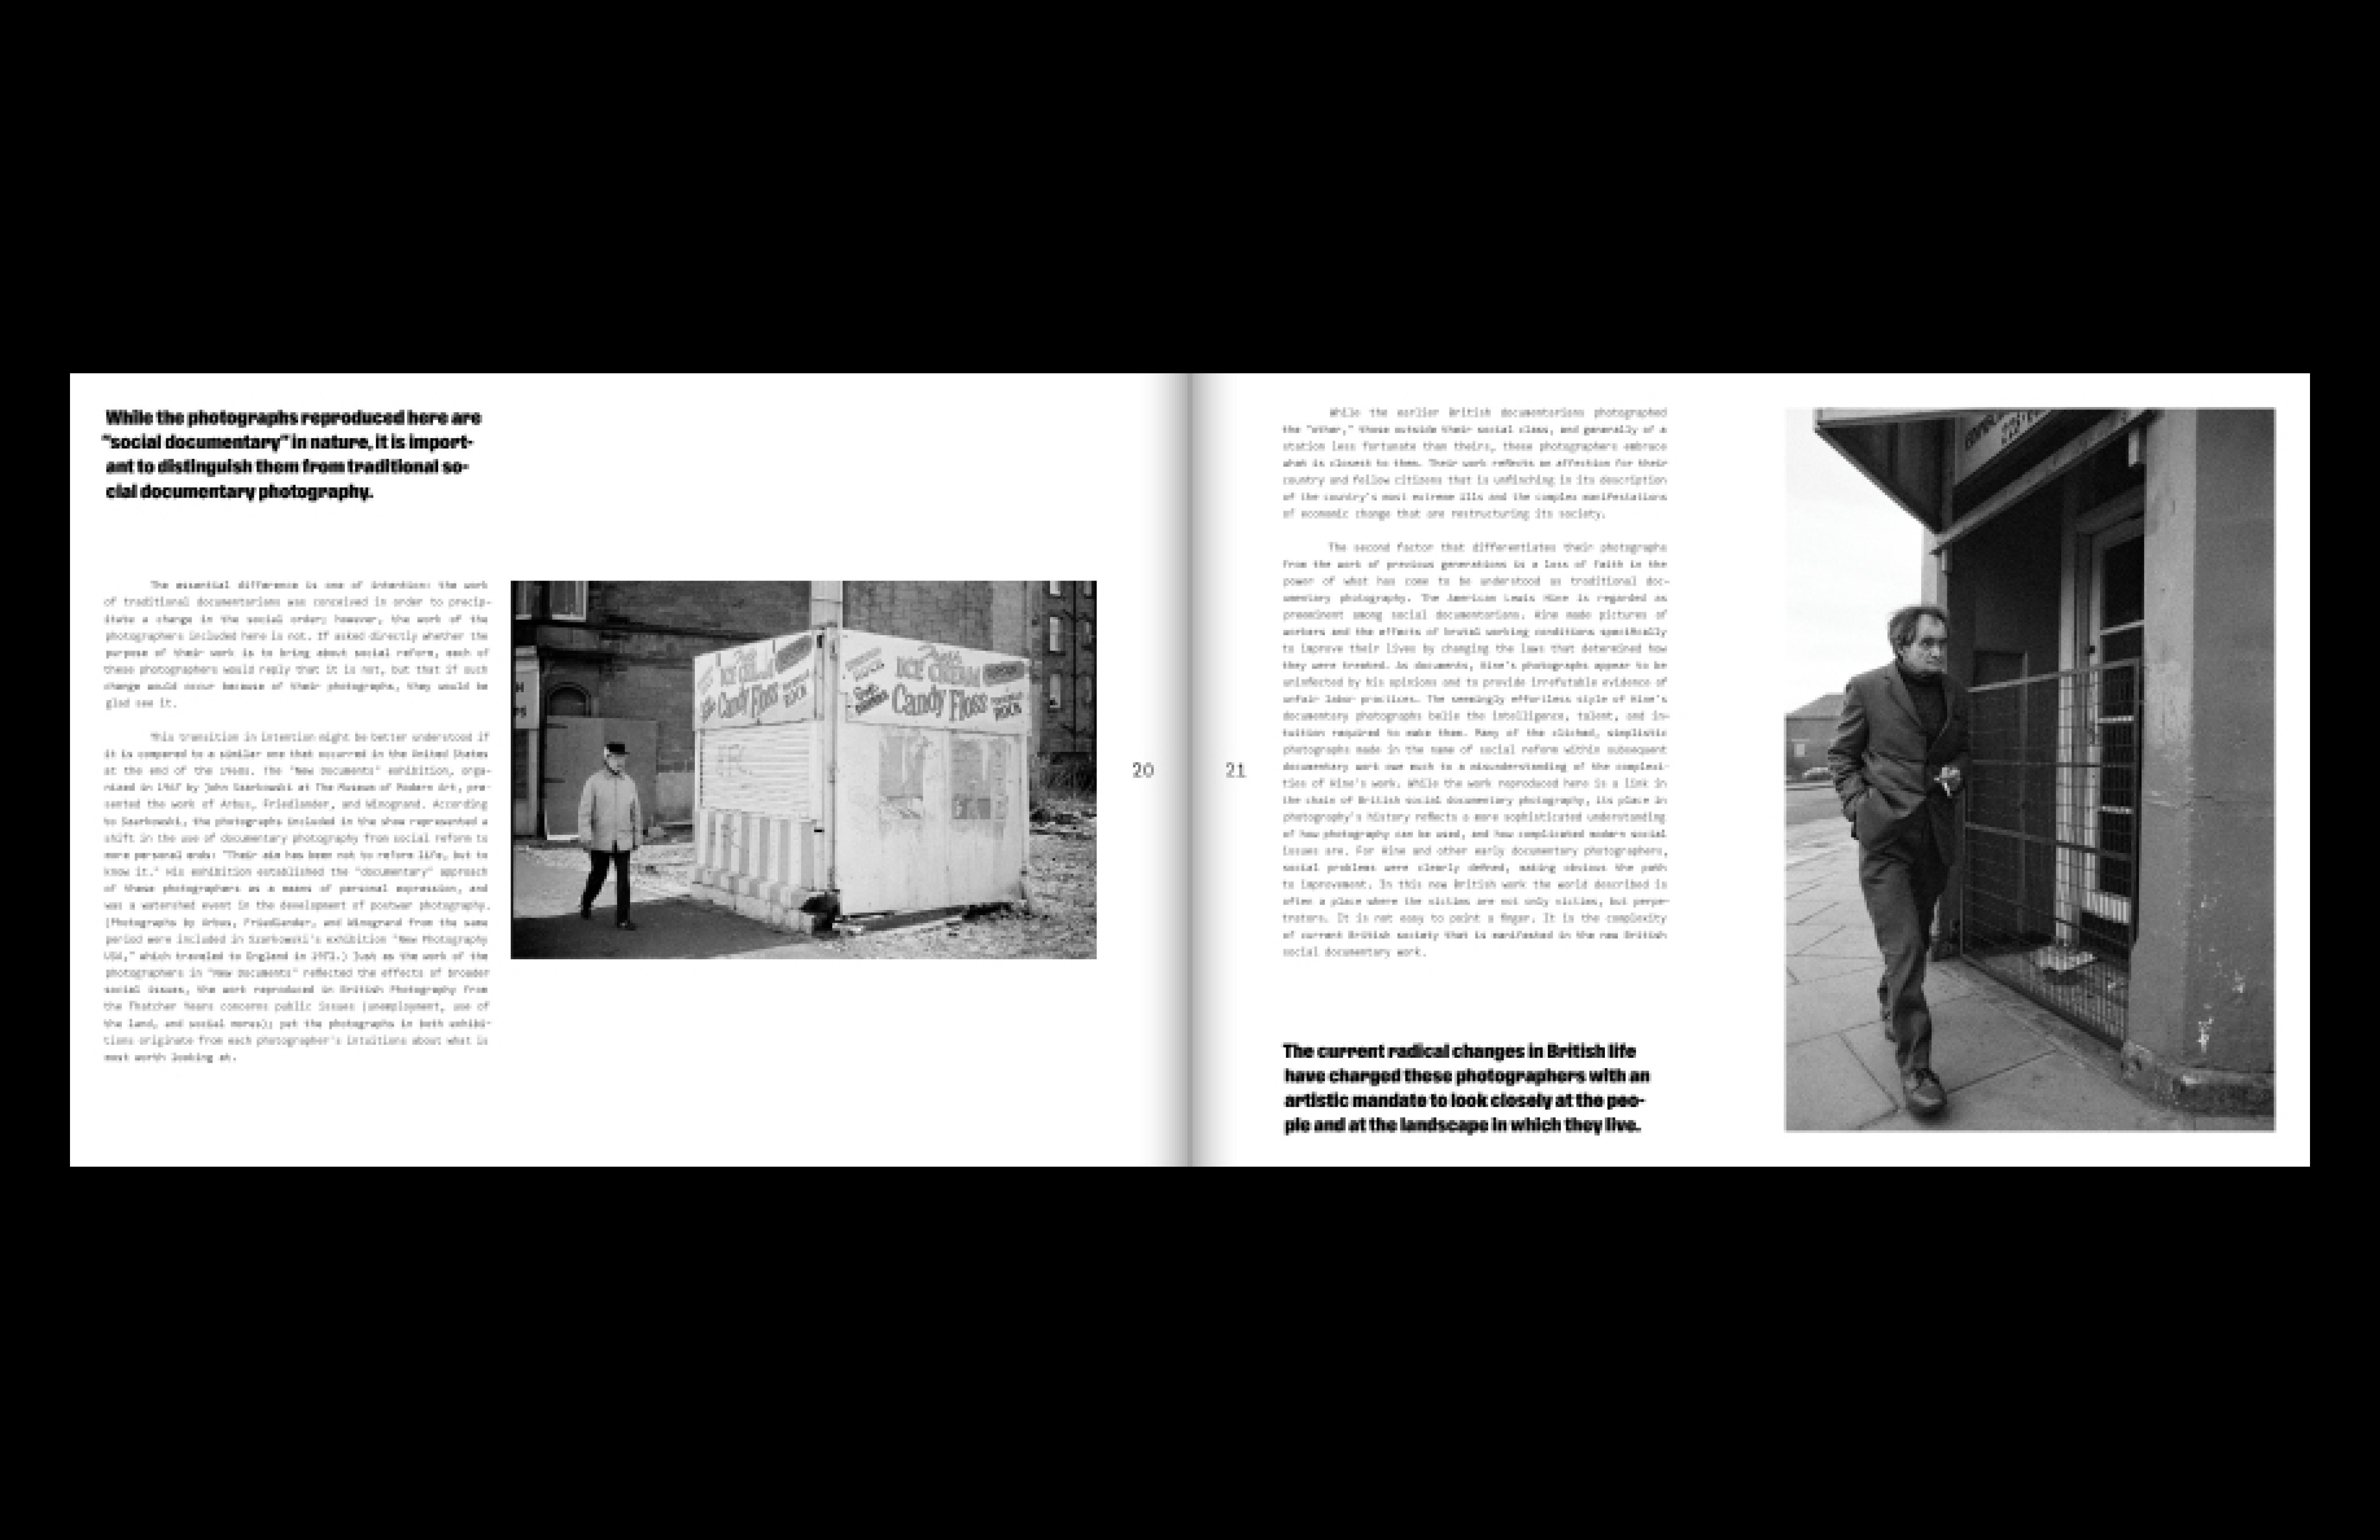 While the photographs reproduced here are
"social documentary" in nature, it is import-
ant to distinguish them from traditional so-
cial documentary photography.
The essential difference is one of intention: the work
of traditional documentarians was conceived in order to precip-
itate a change in the social order; however, the work of the
photographers included here is not. If asked directly whether the
purpose of their work is to bring about social reform, each of
these photographers would reply that it is not, but that if such
change would occur because of their photographs, they would be
glad see it.
This transition in intention might be better understood if
it is compared to a similar one that occurred in the United States
at the end of the 1960s. The "New Documents" exhibition, orga-
nized in 1967 by John Szarkowski at The Museum of Modern Art, pre-
sented the work of Arbus, Friedlander, and Winogrand. According
to Szarkowski, the photographs included in the show represented a
shift in the use of documentary photography from social reform to
more personal ends: "Their aim has been not to reform life, but to
know it." His exhibition established the "documentary" approach
of these photographers as a means of personal expression, and
was a watershed event in the development of postwar photography.
(Photographs by Arbus, Friedlander, and Winogrand from the same
period were included in Szarkowski's exhibition "New Photography
USA," which traveled to England in 1971.) Just as the work of the
photographers in "New Documents" reflected the effects of broader
social issues, the work reproduced in British Photography from
the Thatcher Years concerns public issues (unemployment, use of
the land, and social mores); yet the photographs in both exhibi-
tions originate from each photographer's intuitions about what is
most worth looking at.
ICE CREAM
Candy Floss
ROCK
ICE CREAM
Candy Floss
ROCK
20
21
While the earlier British documentarians photographed
the "other," those outside their social class, and generally of a
station less fortunate than theirs, these photographers embrace
what is closest to them. Their work reflects an affection for their
country and fellow citizens that is unflinching in its description
of the country's most extreme ills and the complex manifestations
of economic change that are restructuring its society.
The second factor that differentiates their photographs
from the work of previous generations is a loss of faith in the
power of what has come to be understood as traditional doc-
umentary photography. The American Lewis Hine is regarded as
preeminent among social documentarians. Hine made pictures of
workers and the effects of brutal working conditions specifically
to improve their lives by changing the laws that determined how
they were treated. As documents, Hine's photographs appear to be
uninflected by his opinions and to provide irrefutable evidence of
unfair labor practices. The seemingly effortless style of Hine's
documentary photographs belie the intelligence, talent, and in-
tuition required to make them. Many of the cliched, simplistic
photographs made in the name of social reform within subsequent
documentary work owe much to a misunderstanding of the complexi-
ties of Hine's work. While the work reproduced here is a link in
the chain of British social documentary photography, its place in
photography's history reflects a more sophisticated understanding
of how photography can be used, and how complicated modern social
issues are. For Hine and other early documentary photographers,
social problems were clearly defined, making obvious the path
to improvement. In this new British work the world described is
often a place where the victims are not only victims, but perpe-
trators. It is not easy to point a finger. It is the complexity
of current British society that is manifested in the new British
social documentary work.
The current radical changes in British life
have charged these photographers with an
artistic mandate to look closely at the peo-
ple and at the landscape in which they live.